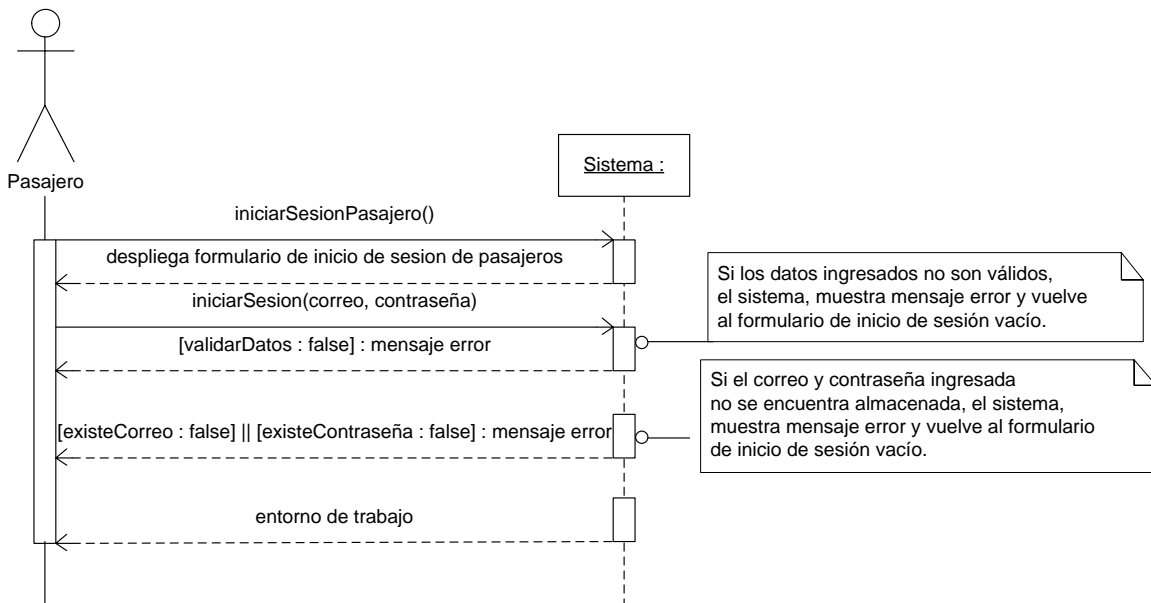 Pasajero
Sistema :
iniciarSesionPasajero()
despliega formulario de inicio de sesion de pasajeros
iniciarSesion(correo, contraseña)
[validarDatos : false] : mensaje error
Si los datos ingresados no son válidos,
el sistema, muestra mensaje error y vuelve
al formulario de inicio de sesión vacío.
[existeCorreo : false] || [existeContraseña : false] : mensaje error
Si el correo y contraseña ingresada
no se encuentra almacenada, el sistema,
muestra mensaje error y vuelve al formulario
de inicio de sesión vacío.
entorno de trabajo